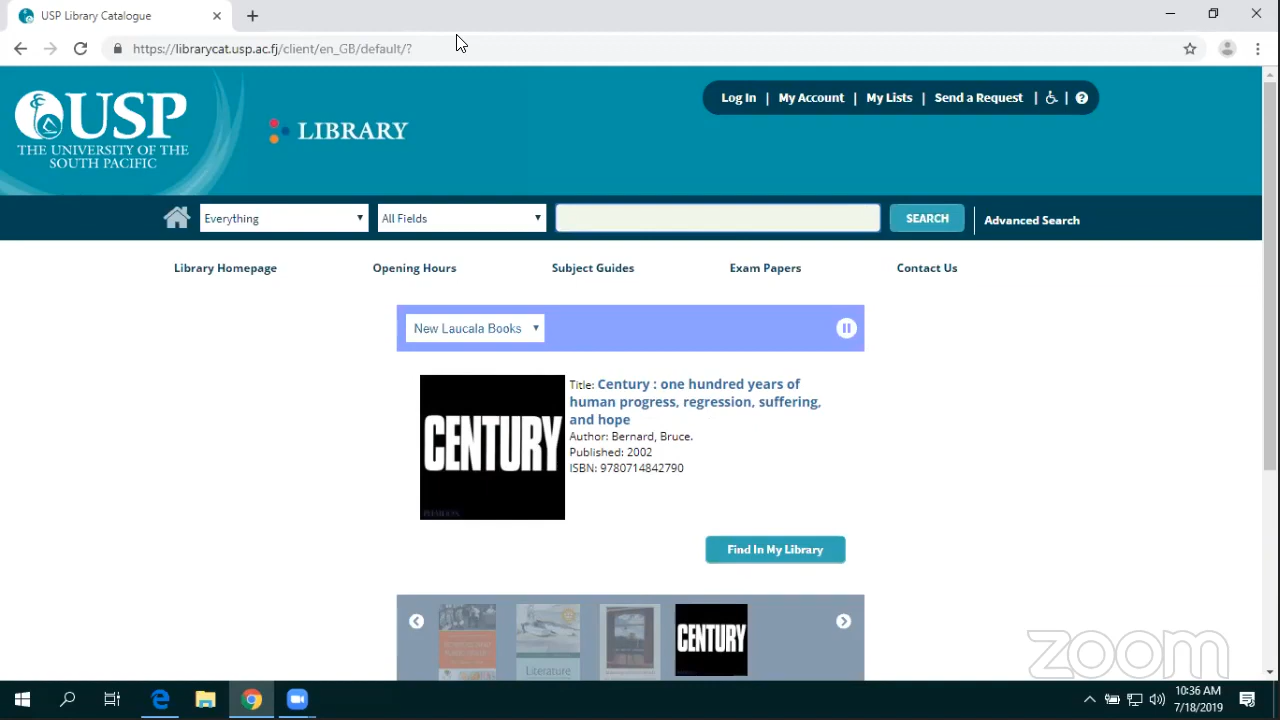 USP Library Catalogue
https://librarycat.usp.ac.fj/client/en_GB/default/?
USP
THE UNIVERSITY OF THE
SOUTH PACIFIC
LIBRARY
Log In | My Account | My Lists | Send a Request | | ?
Everything All Fields SEARCH Advanced Search
Library Homepage Opening Hours Subject Guides Exam Papers Contact Us
New Laucala Books
CENTURY
PHAIDON
Title: Century : one hundred years of
human progress, regression, suffering,
and hope
Author: Bernard, Bruce.
Published: 2002
ISBN: 9780714842790
Find In My Library
Literature
CENTURY
zoom
10:36 AM
7/18/2019